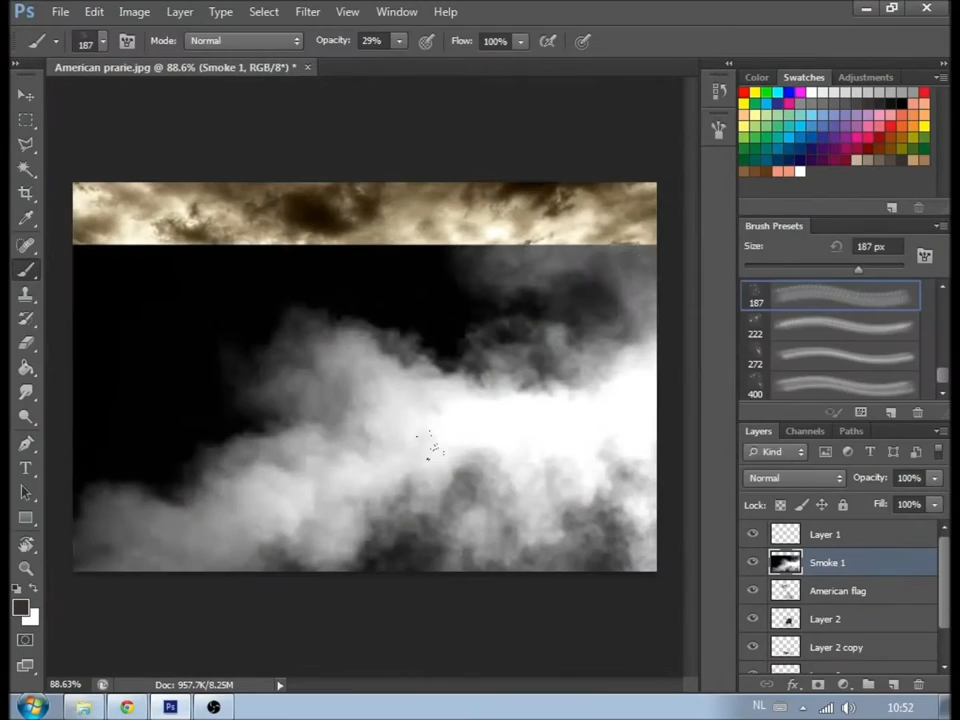 Ps File Edit Image Layer Type Select Filter View Window Help
187 Mode: Normal Opacity: 29% Flow: 100%
American prarie.jpg @ 88.6% (Smoke 1, RGB/8*) * ×
Color Swatches Adjustments
Brush Presets
Size: 187 px
187
222
272
400
Layers Channels Paths
Kind
Normal Opacity: 100%
Lock: Fill: 100%
Layer 1
Smoke 1
American flag
Layer 2
Layer 2 copy
88.63% Doc: 957.7K/8.25M
NL 10:52